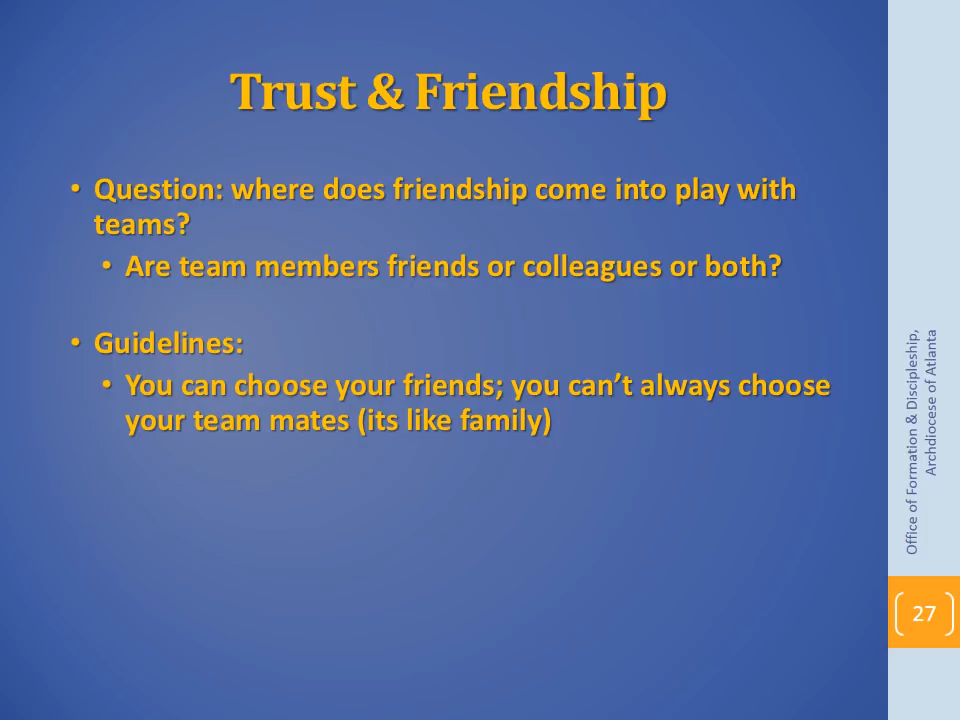 Trust & Friendship
• Question: where does friendship come into play with
teams?
• Are team members friends or colleagues or both?
• Guidelines:
• You can choose your friends; you can’t always choose
your team mates (its like family)
Office of Formation & Discipleship,
Archdiocese of Atlanta
27